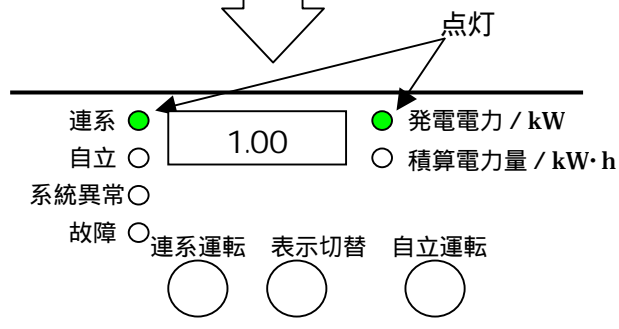 点灯
連系
1.00
発電電力 / kW
自立
積算電力量 / kW･h
系統異常
故障
連系運転 表示切替 自立運転